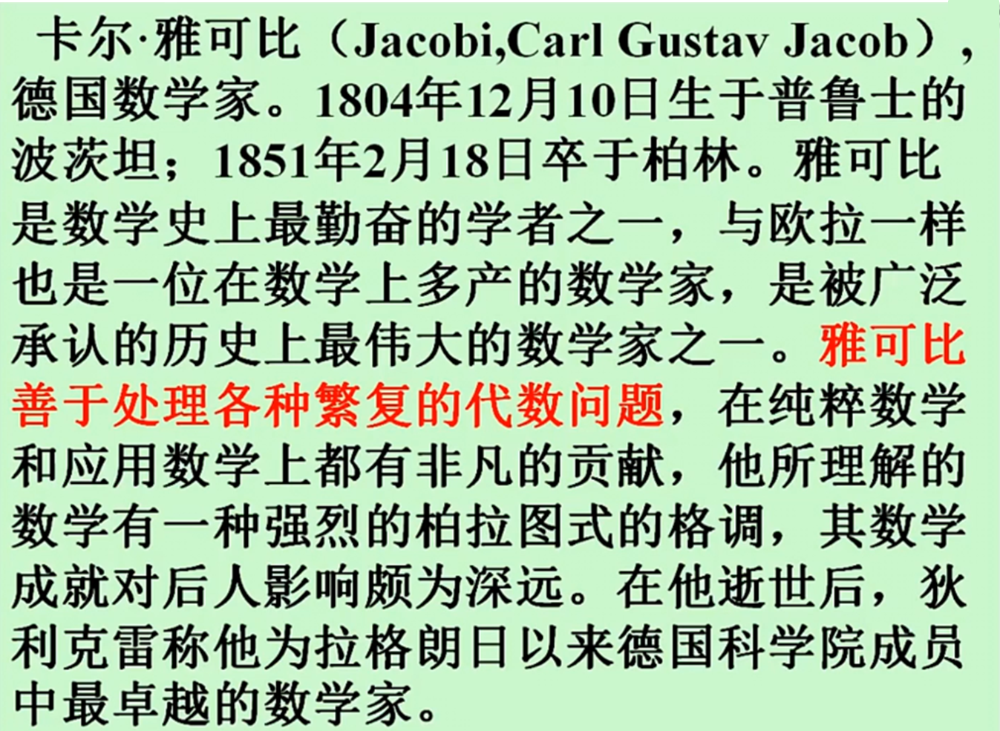 卡尔·雅可比（Jacobi,Carl Gustav Jacob），
德国数学家。1804年12月10日生于普鲁士的
波茨坦；1851年2月18日卒于柏林。雅可比
是数学史上最勤奋的学者之一，与欧拉一样
也是一位在数学上多产的数学家，是被广泛
承认的历史上最伟大的数学家之一。雅可比
善于处理各种繁复的代数问题，在纯粹数学
和应用数学上都有非凡的贡献，他所理解的
数学有一种强烈的柏拉图式的格调，其数学
成就对后人影响颇为深远。在他逝世后，狄
利克雷称他为拉格朗日以来德国科学院成员
中最卓越的数学家。